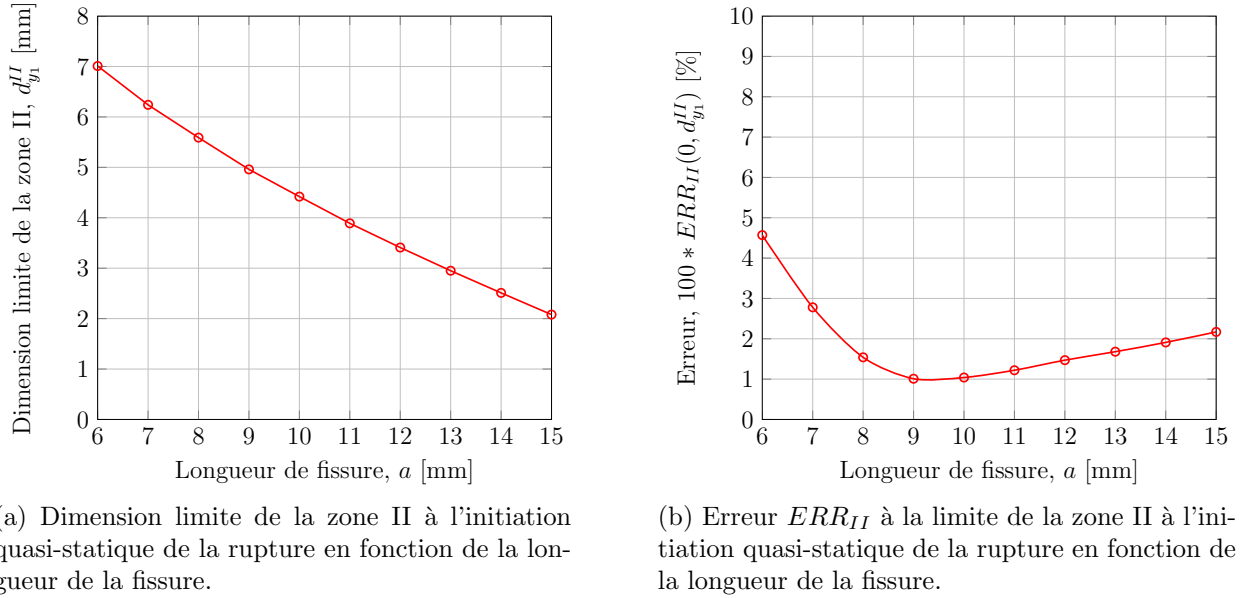 8
7
6
5
4
3
2
1
0
6 7 8 9 10 11 12 13 14 15
Dimension limite de la zone II, $d_{y_1}^{II}$ [mm]
Longueur de fissure, a [mm]
(a) Dimension limite de la zone II à l'initiation
quasi-statique de la rupture en fonction de la lon-
gueur de la fissure.
10
9
8
7
6
5
4
3
2
1
0
6 7 8 9 10 11 12 13 14 15
Erreur, $100 * ERR_{II}(0, d_{y_1}^{II})$ [%]
Longueur de fissure, a [mm]
(b) Erreur $ERR_{II}$ à la limite de la zone II à l'ini-
tiation quasi-statique de la rupture en fonction de
la longueur de la fissure.